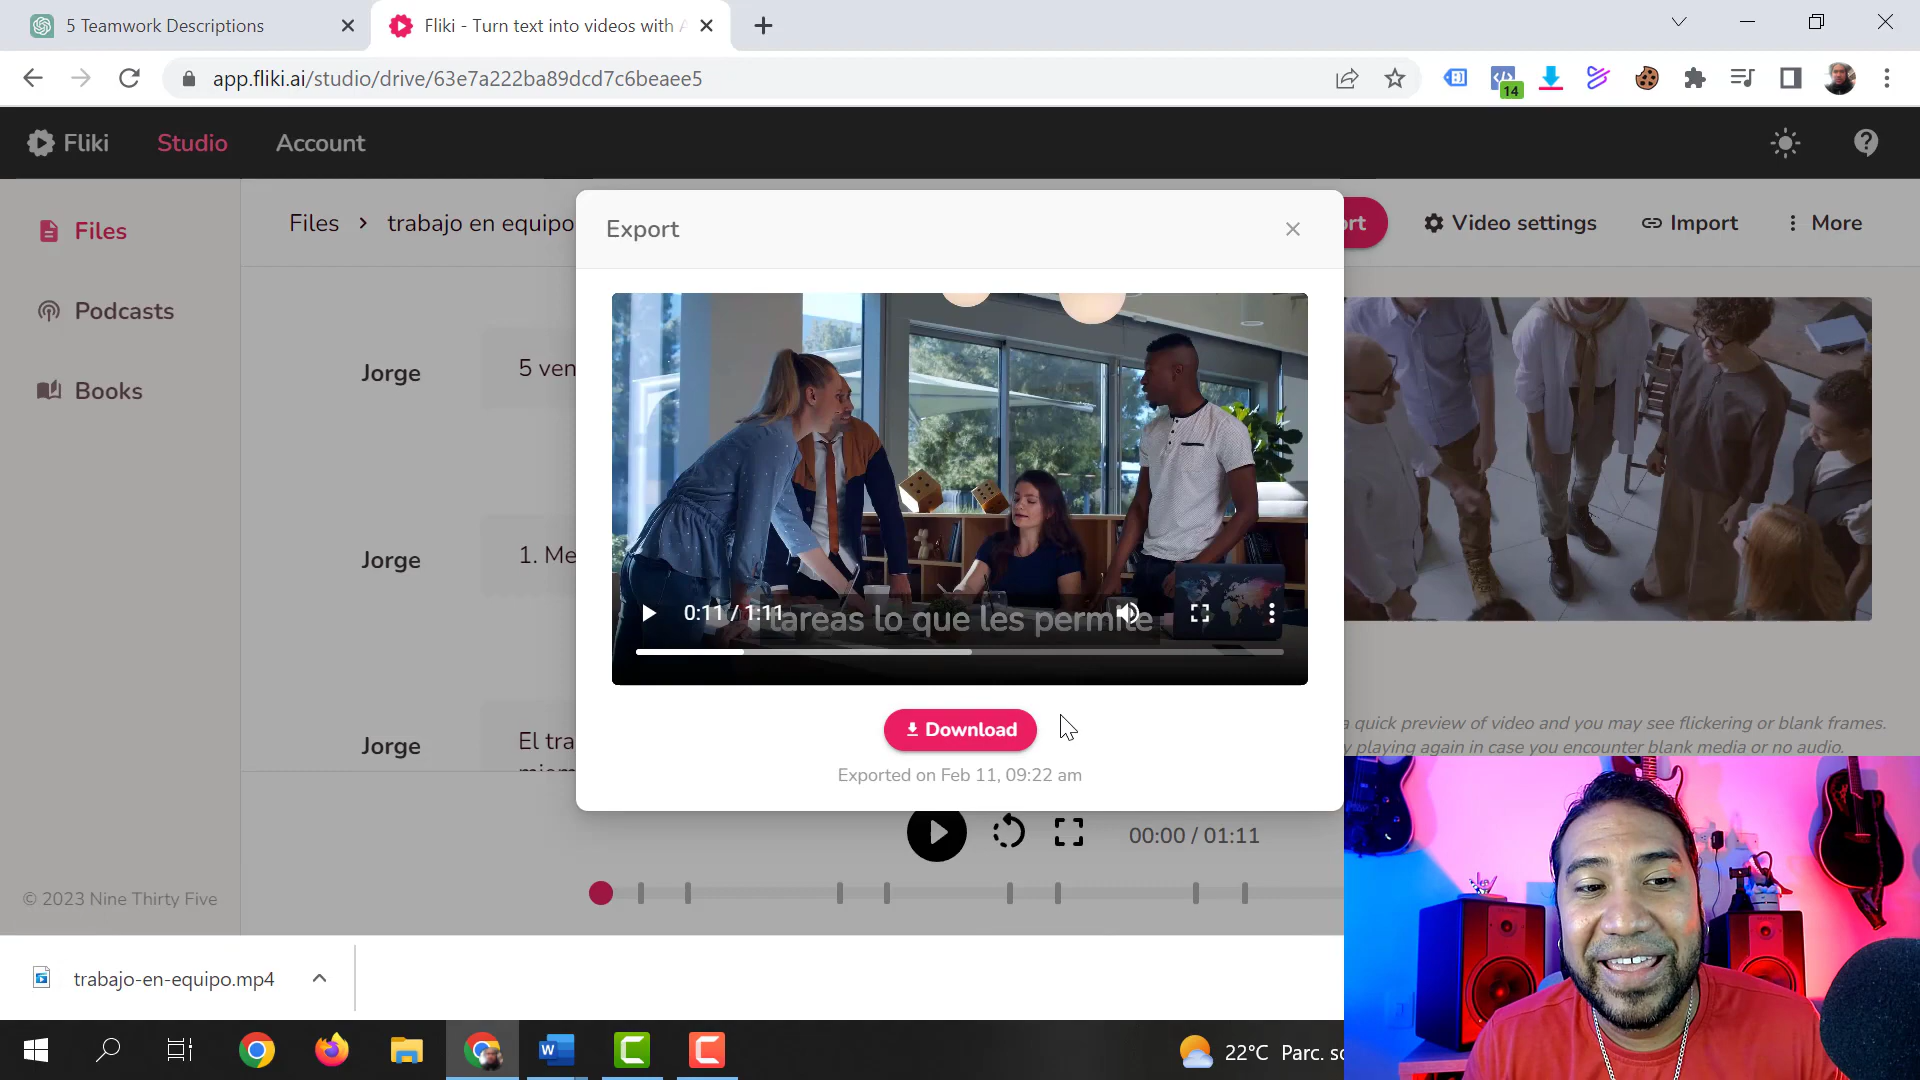 5 Teamwork Descriptions
Fliki - Turn text into videos with A
app.fliki.ai/studio/drive/63e7a222ba89dcd7c6beaee5
14
Fliki
Studio
Account
Files
Podcasts
Books
Files > trabajo en equipo
Export
ort
Video settings
Import
More
Jorge
5 ven
Jorge
1. Me
Jorge
El tra
0:11 / 1:11
tareas lo que les permite
Download
Exported on Feb 11, 09:22 am
a quick preview of video and you may see flickering or blank frames.
y playing again in case you encounter blank media or no audio.
00:00 / 01:11
© 2023 Nine Thirty Five
trabajo-en-equipo.mp4
22°C Parc. so